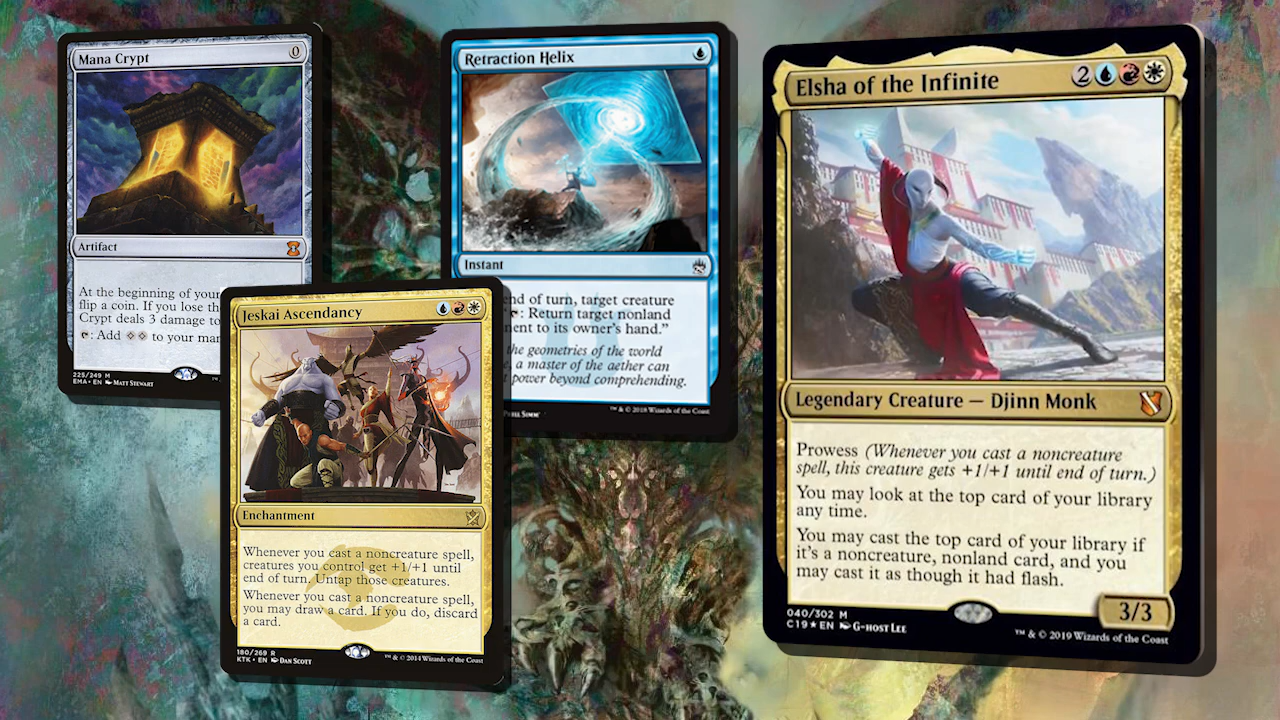 Mana Crypt
0
Artifact
At the beginning of your
flip a coin. If you lose th
Crypt deals 3 damage to
: Add to your mar
225/249 M
EMA • EN Matt Stewart
Retraction Helix
Instant
nd of turn, target creature
: Return target nonland
nent to its owner's hand."
the geometries of the world
, a master of the aether can
power beyond comprehending.
™ & © 2018 Wizards of the Coast
Jeskai Ascendancy
Enchantment
Whenever you cast a noncreature spell,
creatures you control get +1/+1 until
end of turn. Untap those creatures.
Whenever you cast a noncreature spell,
you may draw a card. If you do, discard
a card.
180/269 R
KTK • EN Dan Scott
™ & © 2014 Wizards of the Coast
Elsha of the Infinite
2
Legendary Creature — Djinn Monk
Prowess (Whenever you cast a noncreature
spell, this creature gets +1/+1 until end of turn.)
You may look at the top card of your library
any time.
You may cast the top card of your library if
it's a noncreature, nonland card, and you
may cast it as though it had flash.
3/3
040/302 M
C19 ★ EN G-host Lee
™ & © 2019 Wizards of the Coast